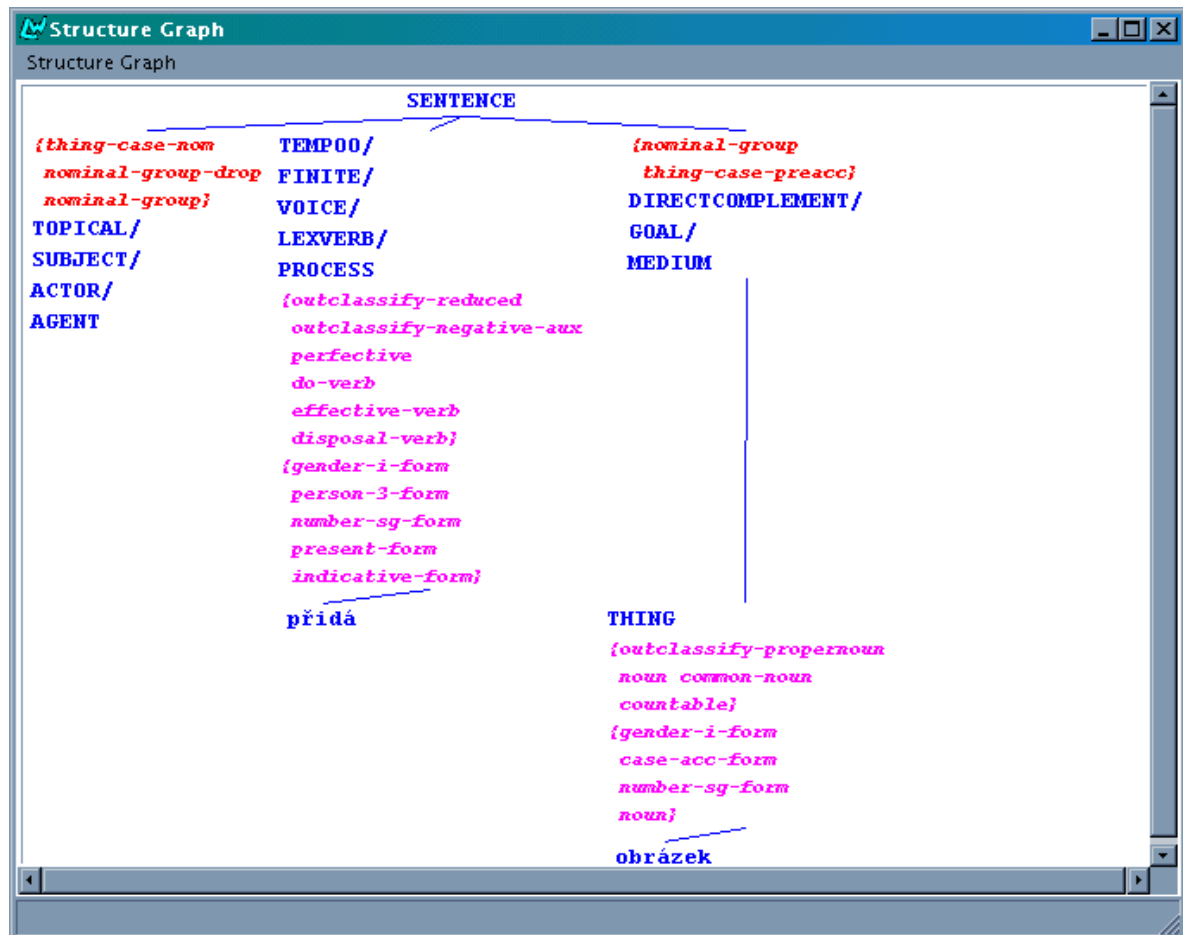 Structure Graph
Structure Graph
SENTENCE
{thing-case-nom
nominal-group-drop
nominal-group}
TOPICAL/
SUBJECT/
ACTOR/
AGENT
TEMPO0/
FINITE/
VOICE/
LEXVERB/
PROCESS
{outclassify-reduced
outclassify-negative-aux
perfective
do-verb
effective-verb
disposal-verb}
{gender-i-form
person-3-form
number-sg-form
present-form
indicative-form}
přidá
{nominal-group
thing-case-preacc}
DIRECTCOMPLEMENT/
GOAL/
MEDIUM
THING
{outclassify-propernoun
noun common-noun
countable}
{gender-i-form
case-acc-form
number-sg-form
noun}
obrázek